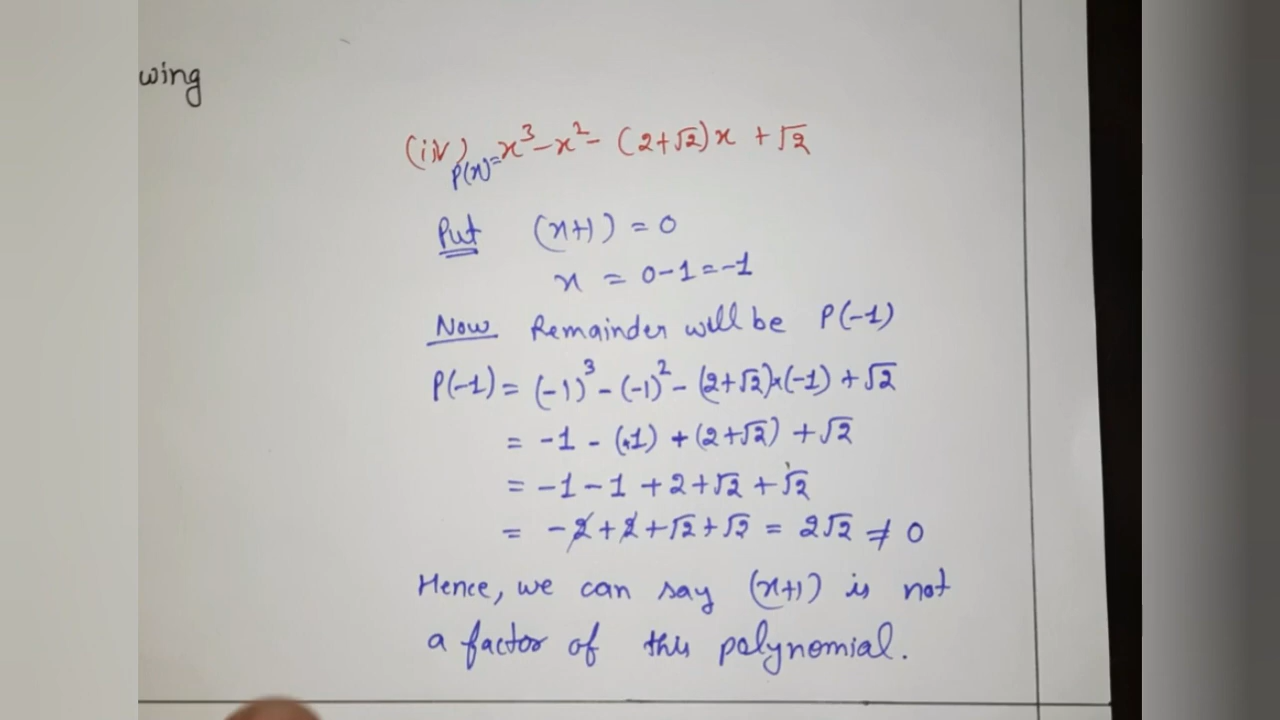 wing
(iv) P(x)= x³-x²- (2+√2)x +√2
Put (x+1) = 0
x = 0-1=-1
Now Remainder will be P(-1)
P(-1) = (-1)³ - (-1)² - (2+√2)×(-1) +√2
= -1 - (1) + (2+√2) +√2
= -1 -1 +2+√2 +√2
= -2+2+√2+√2 = 2√2 ≠ 0
Hence, we can say (x+1) is not
a factor of this polynomial.